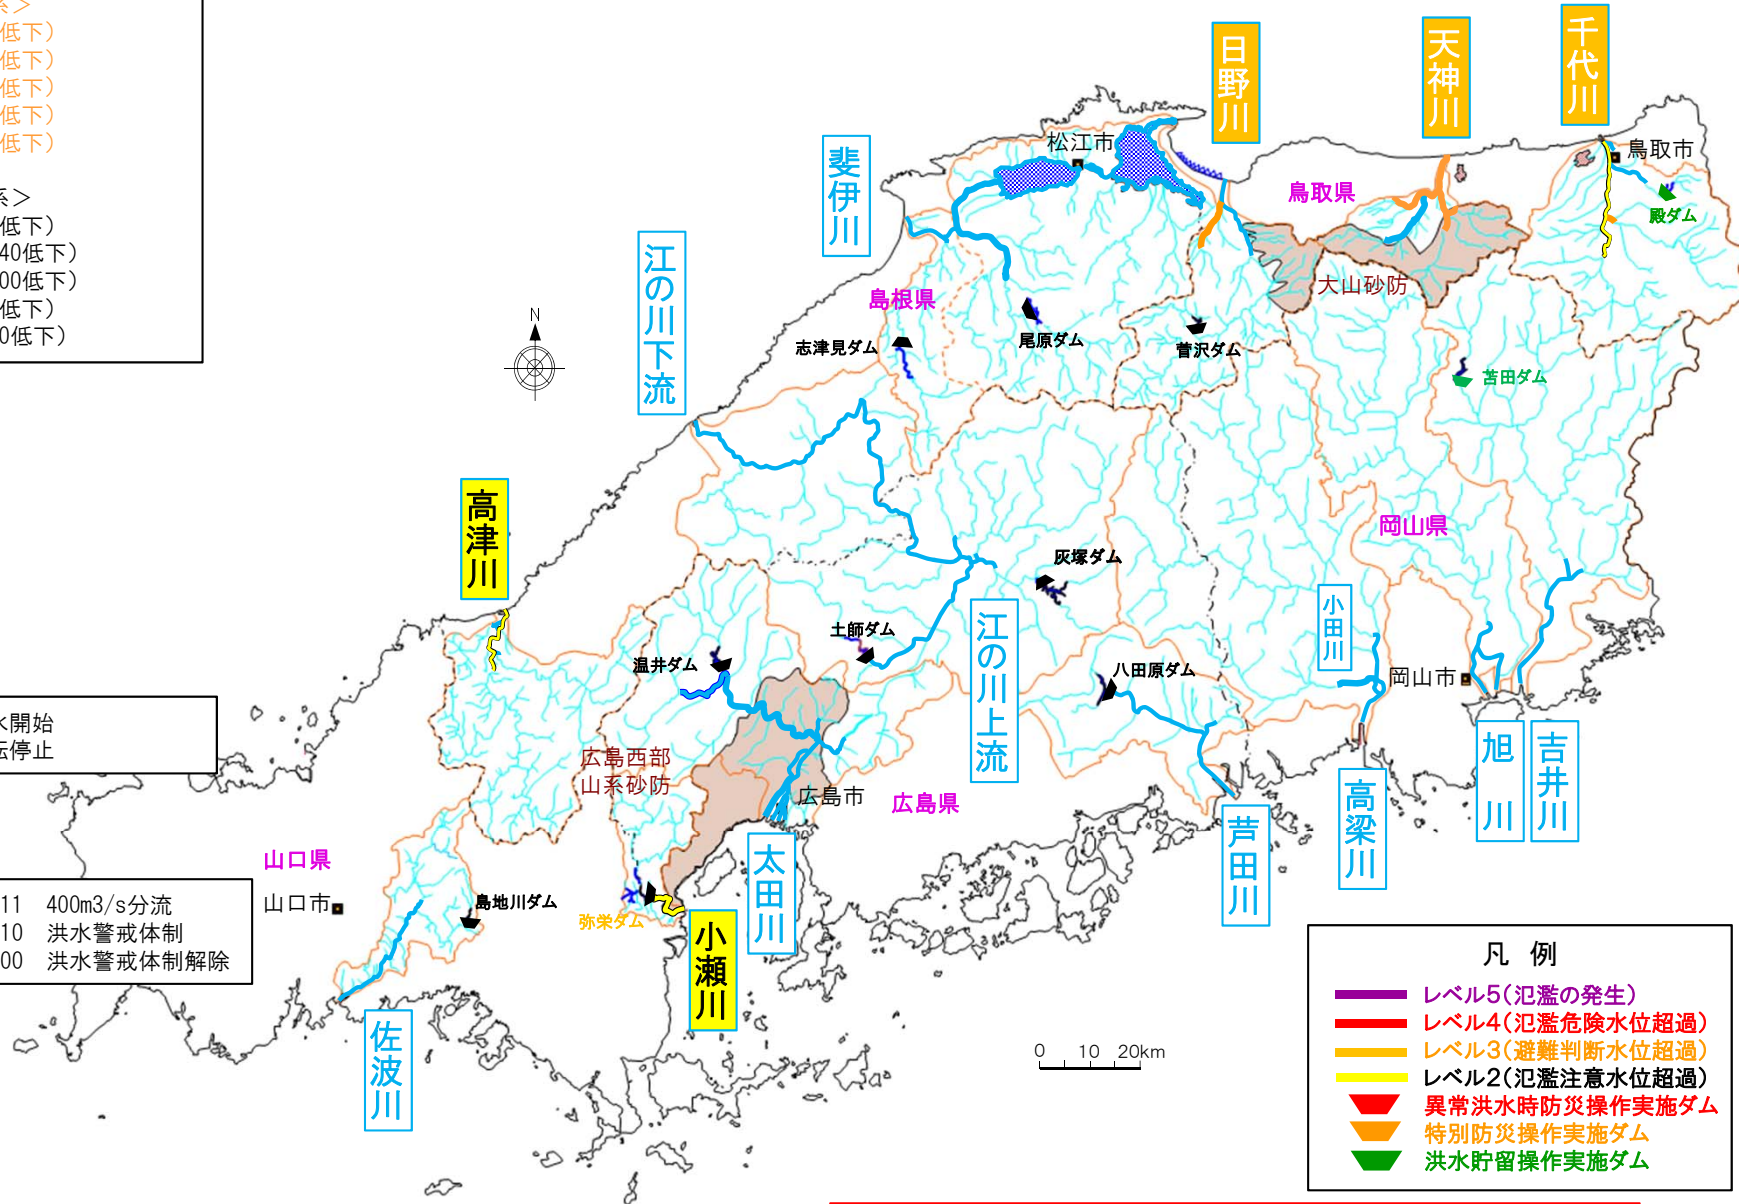 系＞
低下）
低下）
低下）
低下）
低下）
系＞
低下）
40低下）
00低下）
低下）
0低下）
水開始
転停止
11 400m3/s分流
10 洪水警戒体制
00 洪水警戒体制解除
日野川
天神川
千代川
斐伊川
江の川下流
高津川
松江市
鳥取市
鳥取県
殿ダム
島根県
大山砂防
尾原ダム
志津見ダム
菅沢ダム
苫田ダム
N
岡山県
灰塚ダム
小田川
土師ダム
温井ダム
江の川上流
八田原ダム
岡山市
広島西部
山系砂防
広島市
広島県
旭川
吉井川
高梁川
芦田川
太田川
山口県
山口市
島地川ダム
弥栄ダム
小瀬川
佐波川
0 10 20km
凡 例
レベル5（氾濫の発生）
レベル4（氾濫危険水位超過）
レベル3（避難判断水位超過）
レベル2（氾濫注意水位超過）
異常洪水時防災操作実施ダム
特別防災操作実施ダム
洪水貯留操作実施ダム